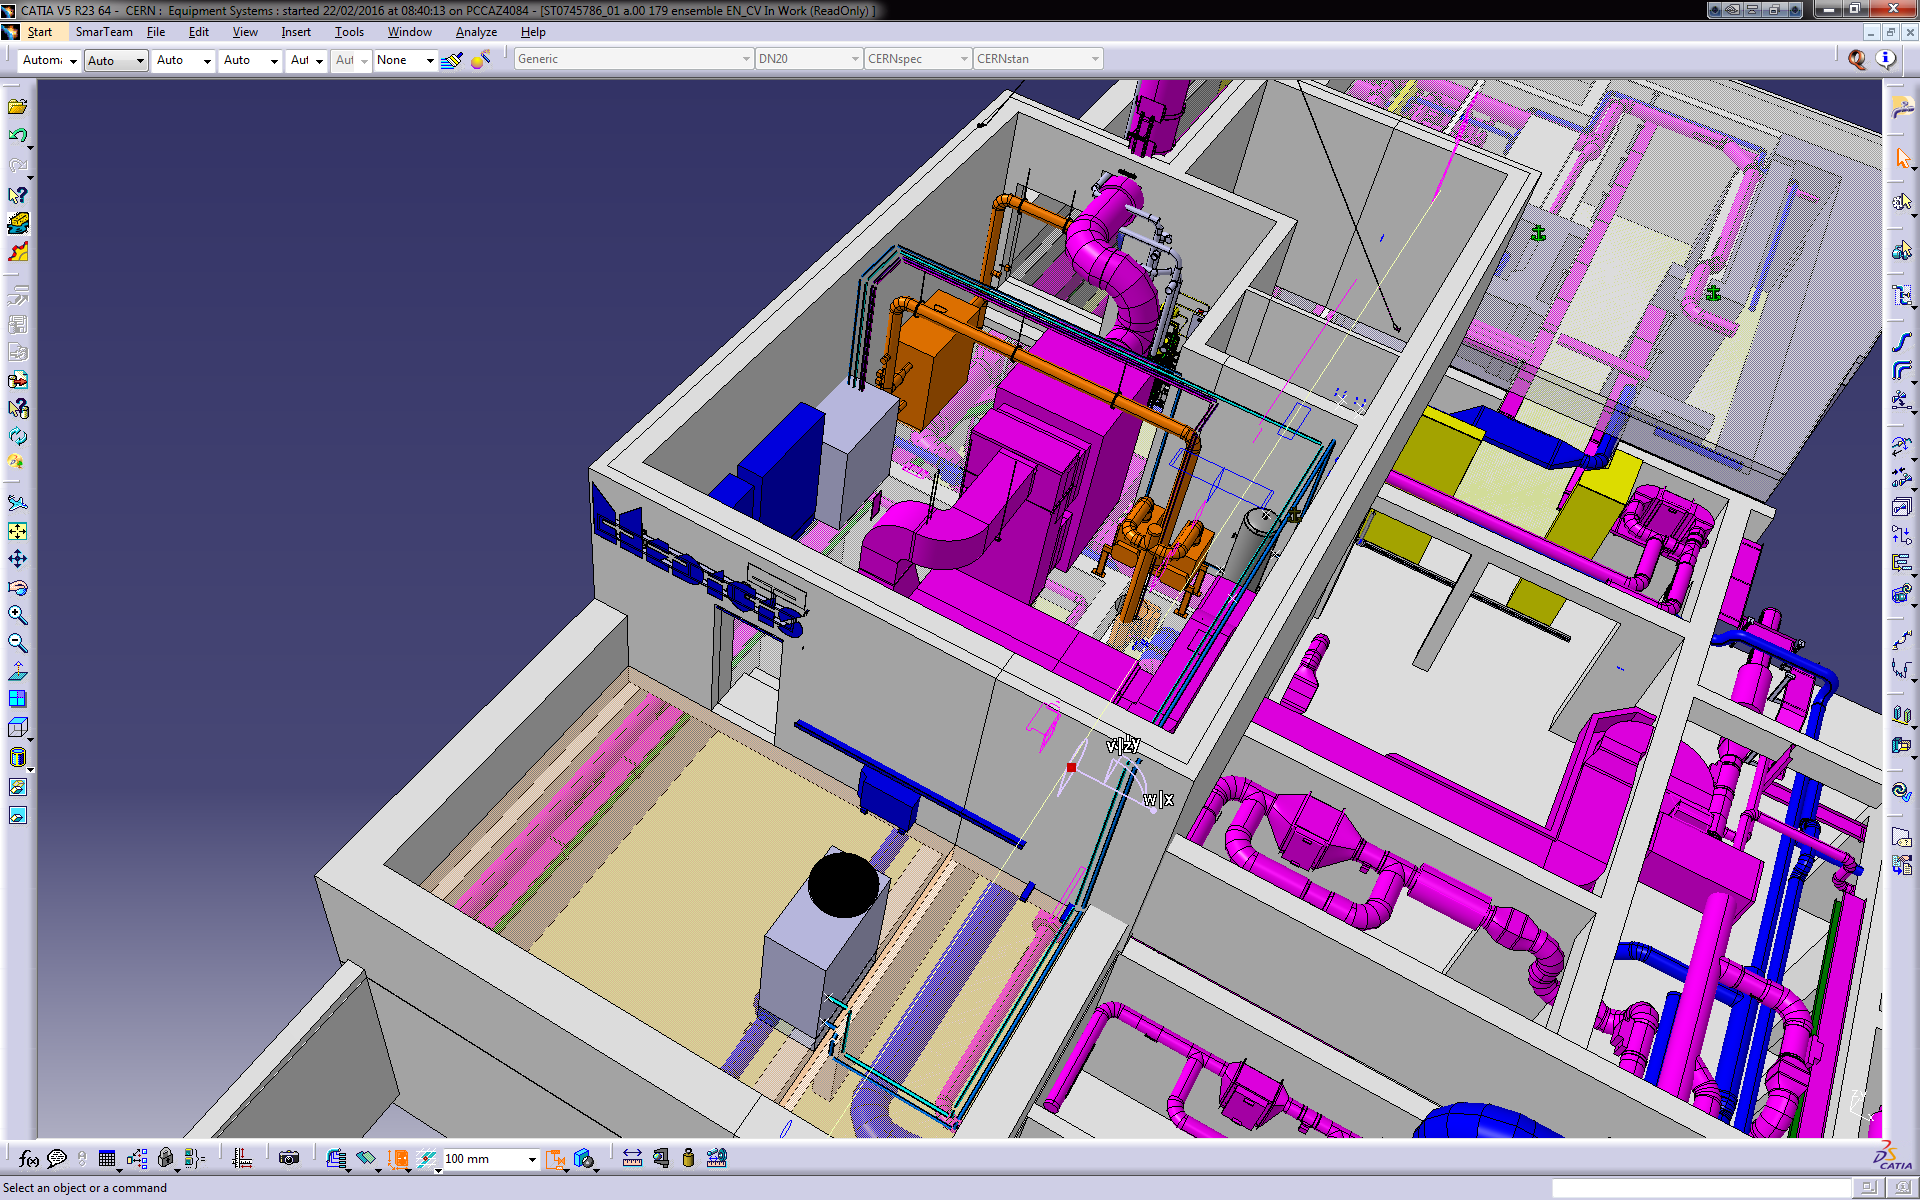 CATIA V5 R23 64 - CERN : Equipment Systems : started 22/02/2016 at 08:40:13 on PCCAZ4084 - [ST0745786_01 a.00 179 ensemble EN_CV In Work (ReadOnly) ]
Start SmarTeam File Edit View Insert Tools Window Analyze Help
Automa Auto Auto Auto Aut Aut None Generic DN20 CERNspec CERNstan
MEDICIS
v|zy
w|x
f(x) 100 mm
CATIA
Select an object or a command